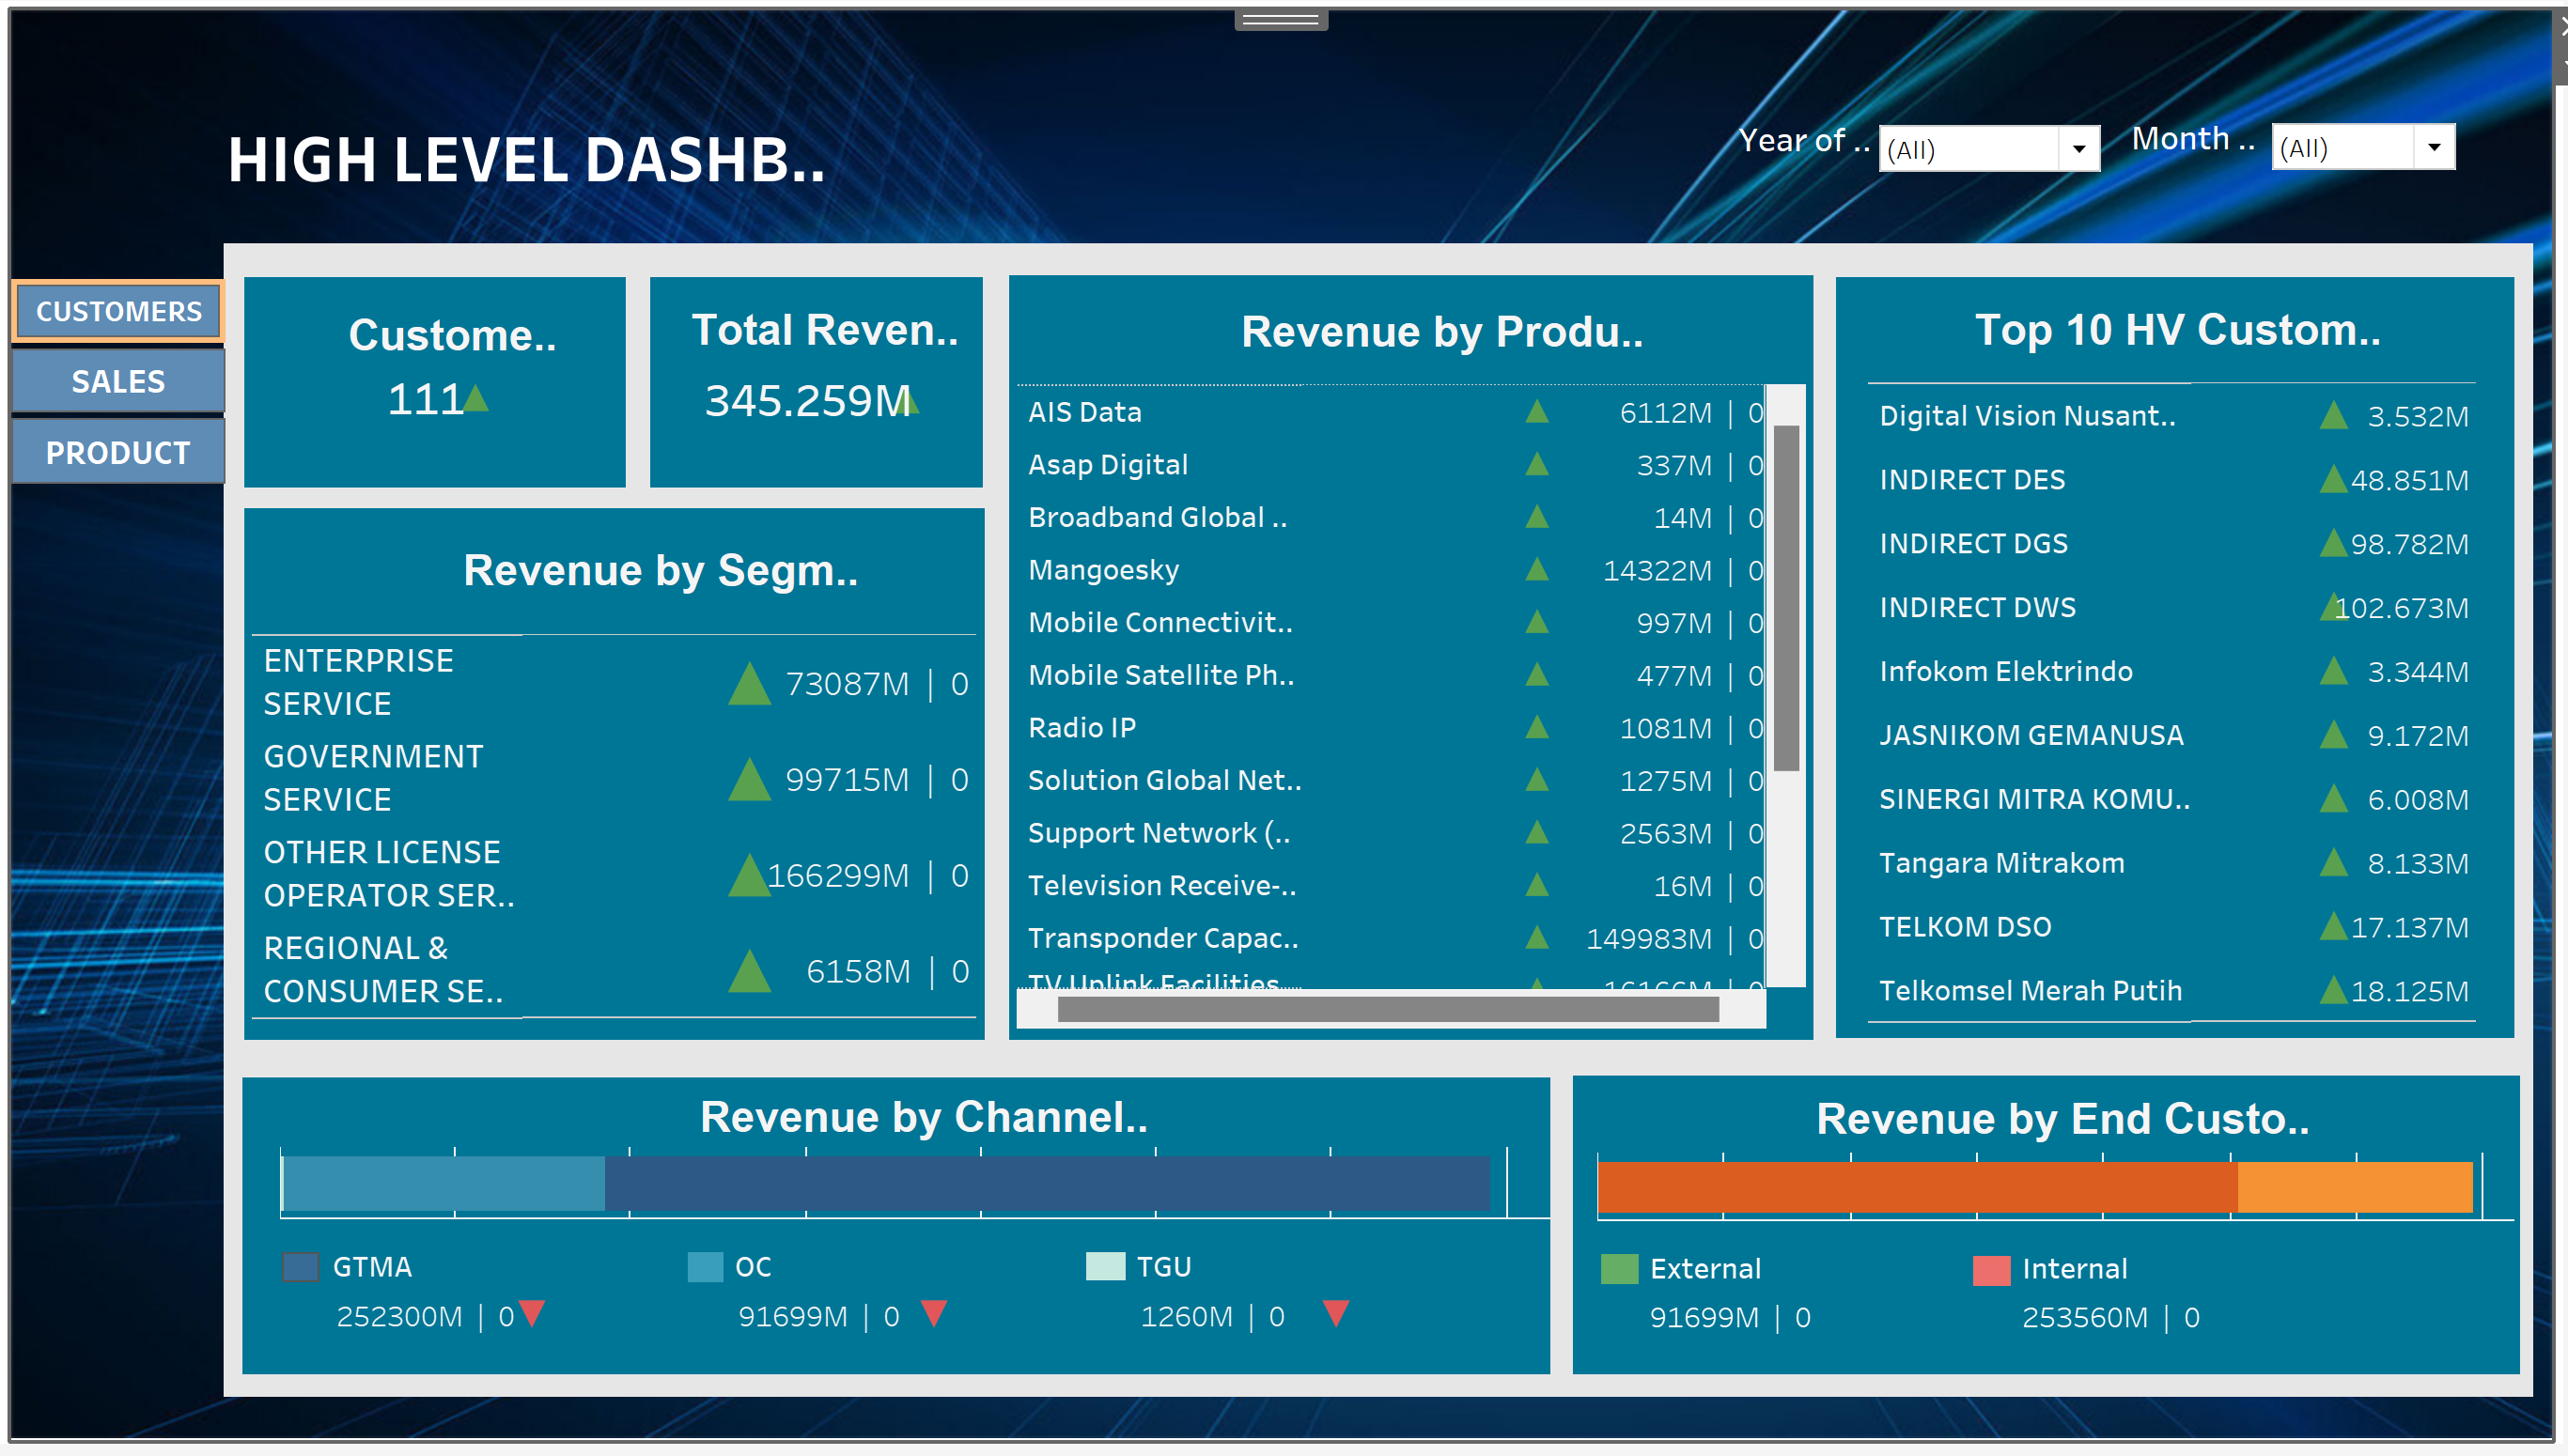 HIGH LEVEL DASHB..
Year of ..
(All)
Month ..
(All)
CUSTOMERS
SALES
PRODUCT
Custome..
111
Total Reven..
345.259M
Revenue by Segm..
ENTERPRISE
SERVICE
73087M | 0
GOVERNMENT
SERVICE
99715M | 0
OTHER LICENSE
OPERATOR SER..
166299M | 0
REGIONAL &
CONSUMER SE..
6158M | 0
Revenue by Produ..
AIS Data 6112M | 0
Asap Digital 337M | 0
Broadband Global .. 14M | 0
Mangoesky 14322M | 0
Mobile Connectivit.. 997M | 0
Mobile Satellite Ph.. 477M | 0
Radio IP 1081M | 0
Solution Global Net.. 1275M | 0
Support Network (.. 2563M | 0
Television Receive-.. 16M | 0
Transponder Capac.. 149983M | 0
TV Uplink Facilities 16166M | 0
Top 10 HV Custom..
Digital Vision Nusant.. 3.532M
INDIRECT DES 48.851M
INDIRECT DGS 98.782M
INDIRECT DWS 102.673M
Infokom Elektrindo 3.344M
JASNIKOM GEMANUSA 9.172M
SINERGI MITRA KOMU.. 6.008M
Tangara Mitrakom 8.133M
TELKOM DSO 17.137M
Telkomsel Merah Putih 18.125M
Revenue by Channel..
GTMA OC TGU
252300M | 0 91699M | 0 1260M | 0
Revenue by End Custo..
External Internal
91699M | 0 253560M | 0